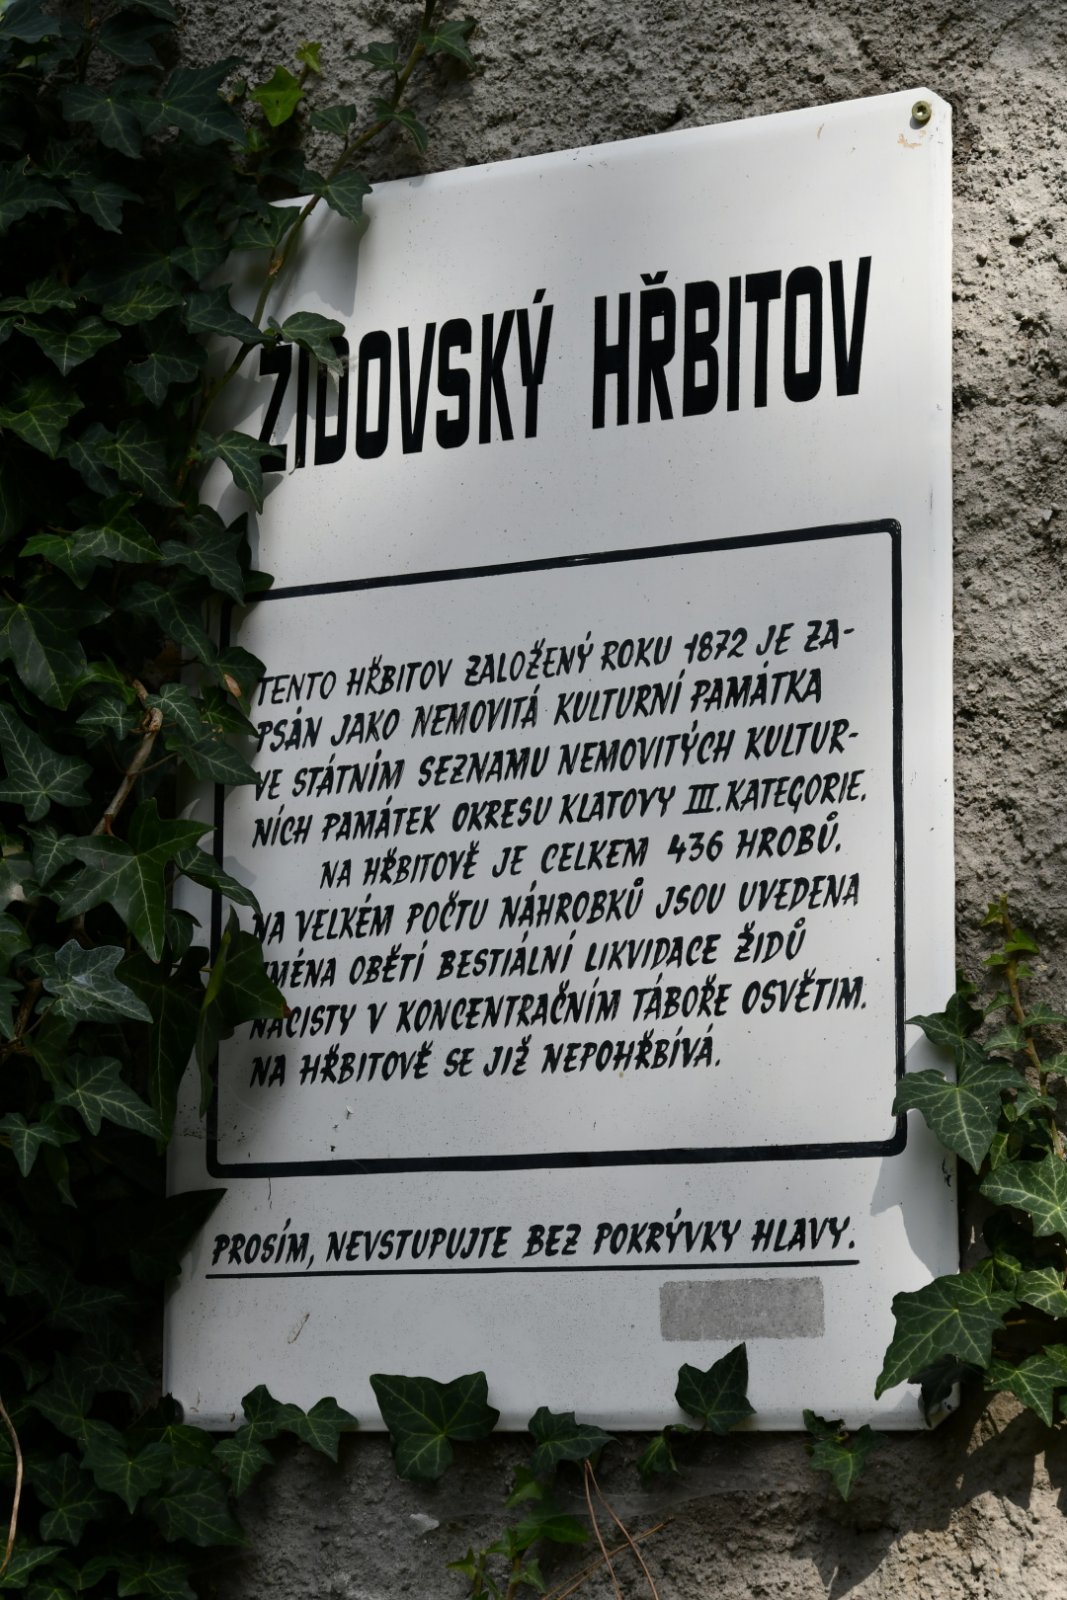 ŽIDOVSKÝ HŘBITOV
TENTO HŘBITOV ZALOŽENÝ ROKU 1872 JE ZA-
PSÁN JAKO NEMOVITÁ KULTURNÍ PAMÁTKA
VE STÁTNÍM SEZNAMU NEMOVITÝCH KULTUR-
NÍCH PAMÁTEK OKRESU KLATOVY III. KATEGORIE.
NA HŘBITOVĚ JE CELKEM 436 HROBŮ.
NA VELKÉM POČTU NÁHROBKŮ JSOU UVEDENA
JMÉNA OBĚTÍ BESTIÁLNÍ LIKVIDACE ŽIDŮ
NACISTY V KONCENTRAČNÍM TÁBOŘE OSVĚTIM.
NA HŘBITOVĚ SE JIŽ NEPOHŘBÍVÁ.
PROSÍM, NEVSTUPUJTE BEZ POKRÝVKY HLAVY.